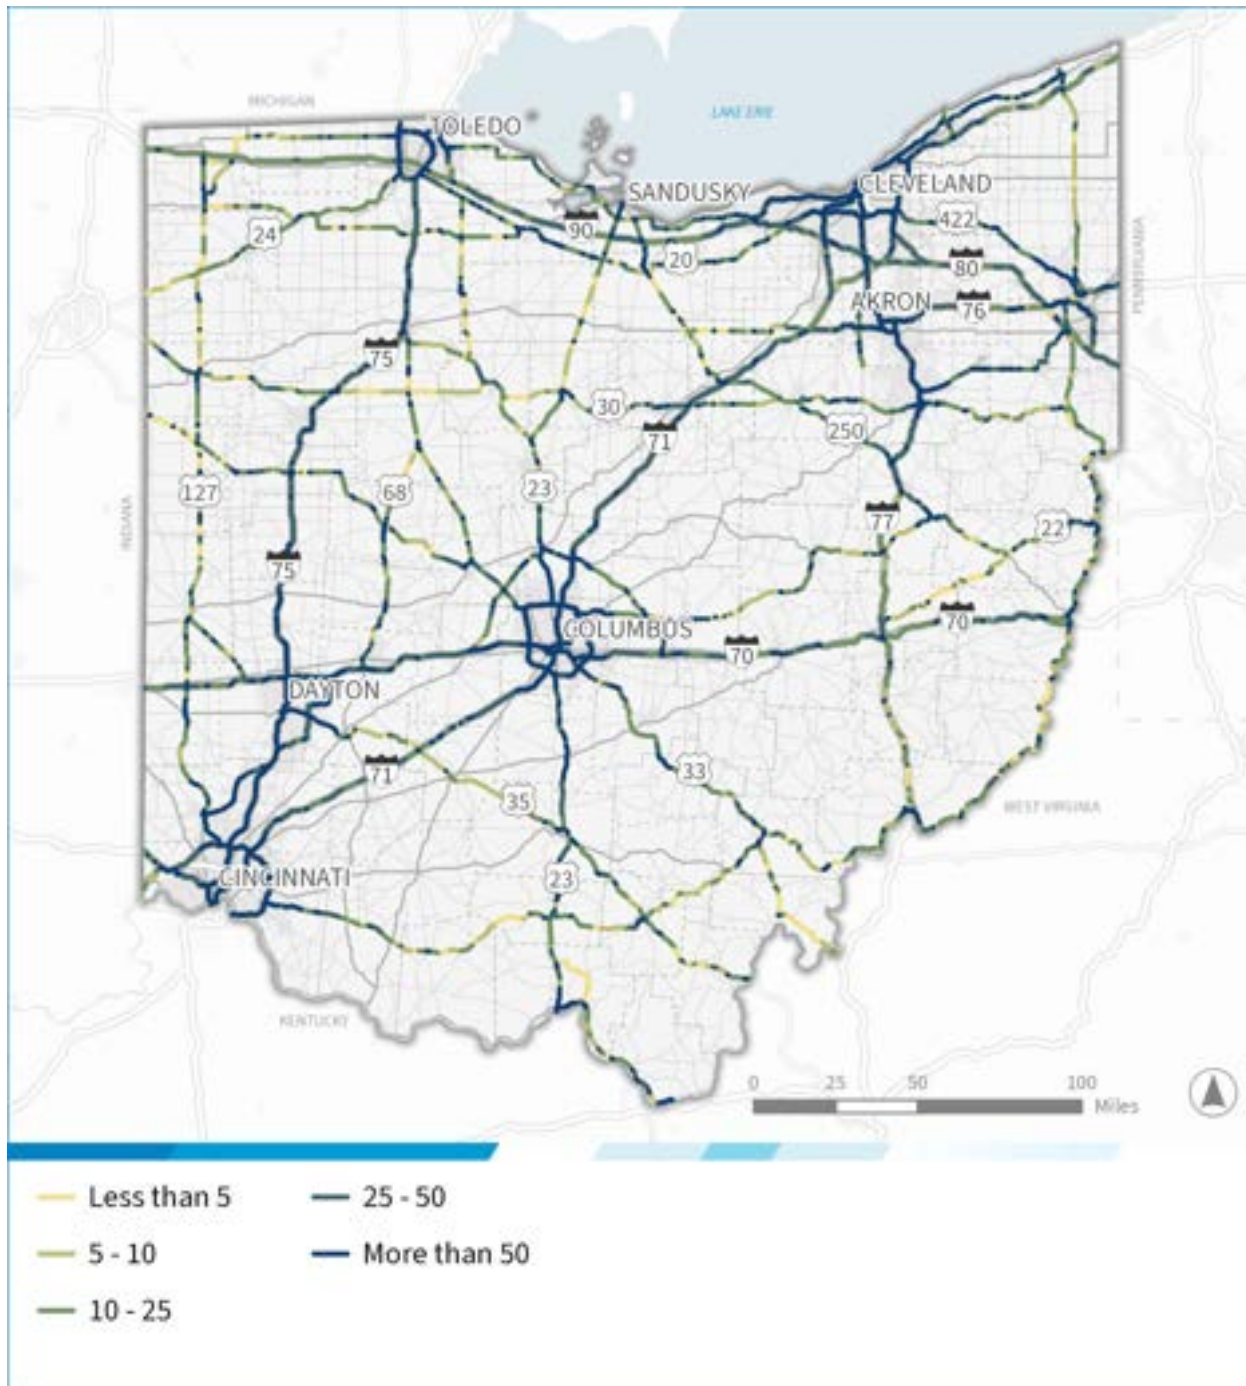 MICHIGAN
TOLEDO
LAKE ERIE
SANDUSKY
CLEVELAND
90
422
24
20
80
PENNSYLVANIA
AKRON
76
75
30
71
250
127
68
23
77
INDIANA
22
75
70
COLUMBUS
70
DAYTON
71
33
35
WEST VIRGINIA
CINCINNATI
23
KENTUCKY
0 25 50 100
Miles
Less than 5
25 - 50
5 - 10
More than 50
10 - 25